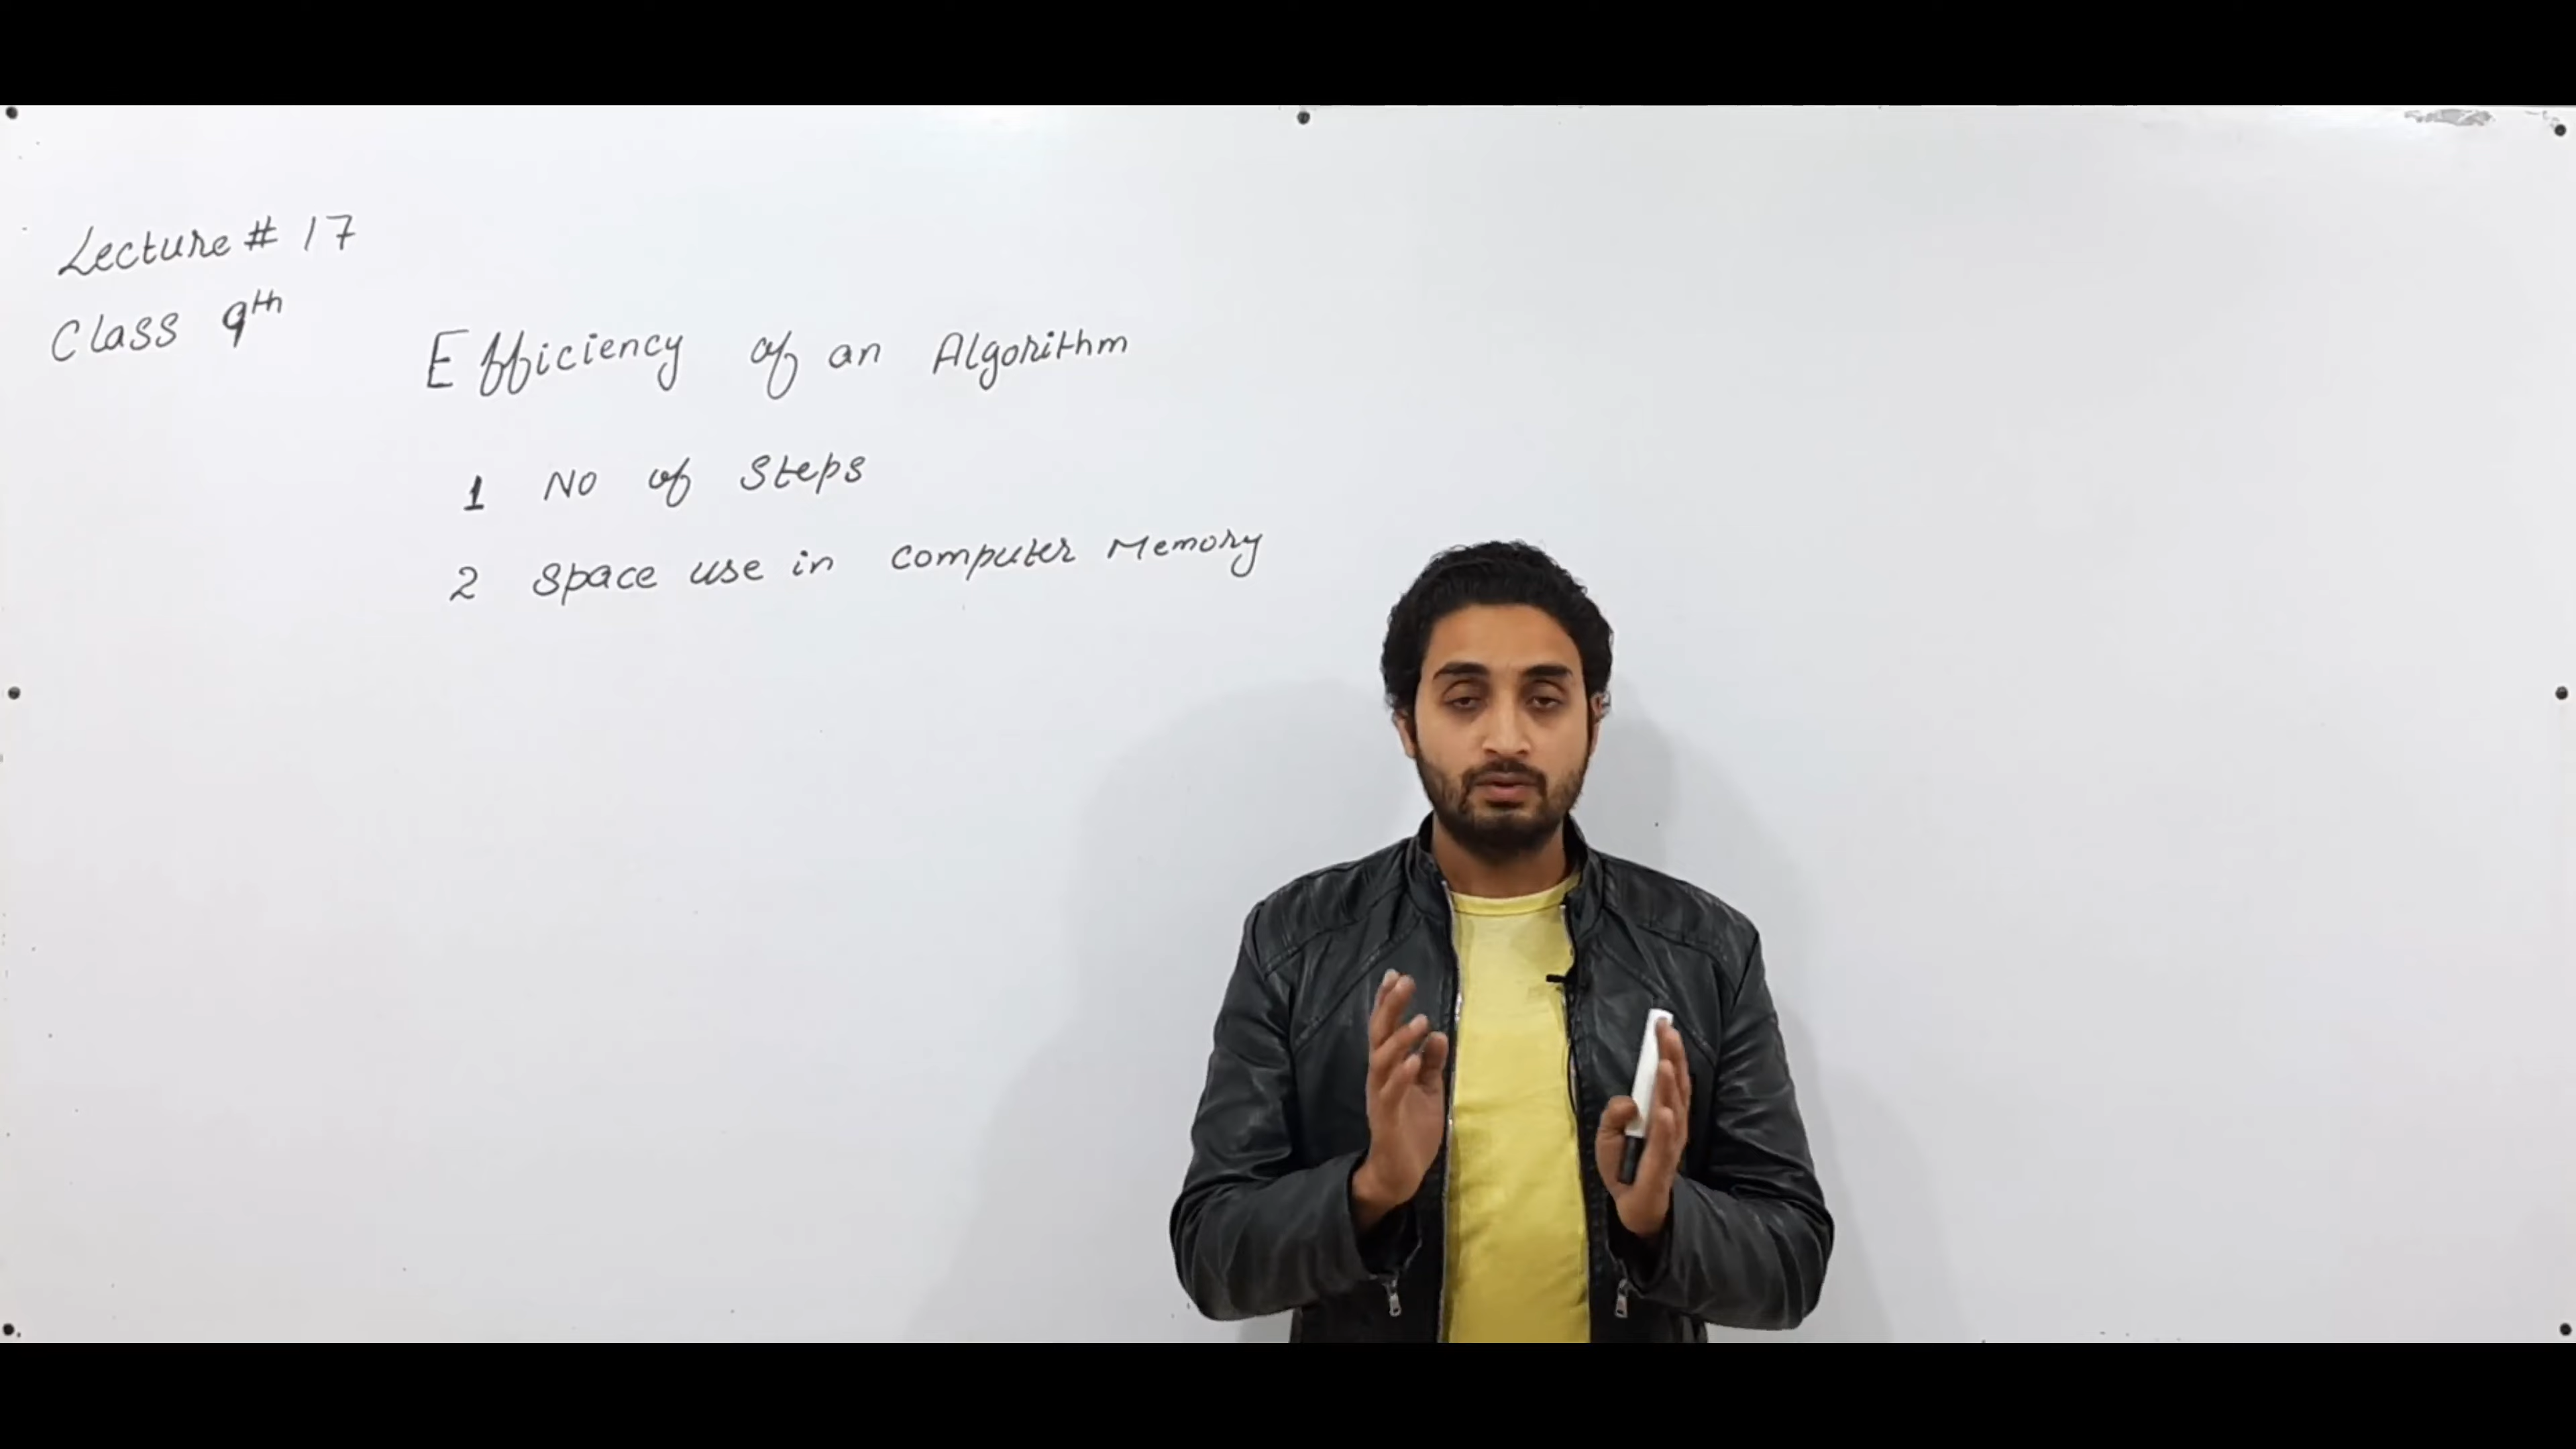 Lecture # 17
Class 9th
Efficiency of an Algorithm
1 No of Steps
2 Space use in computer Memory